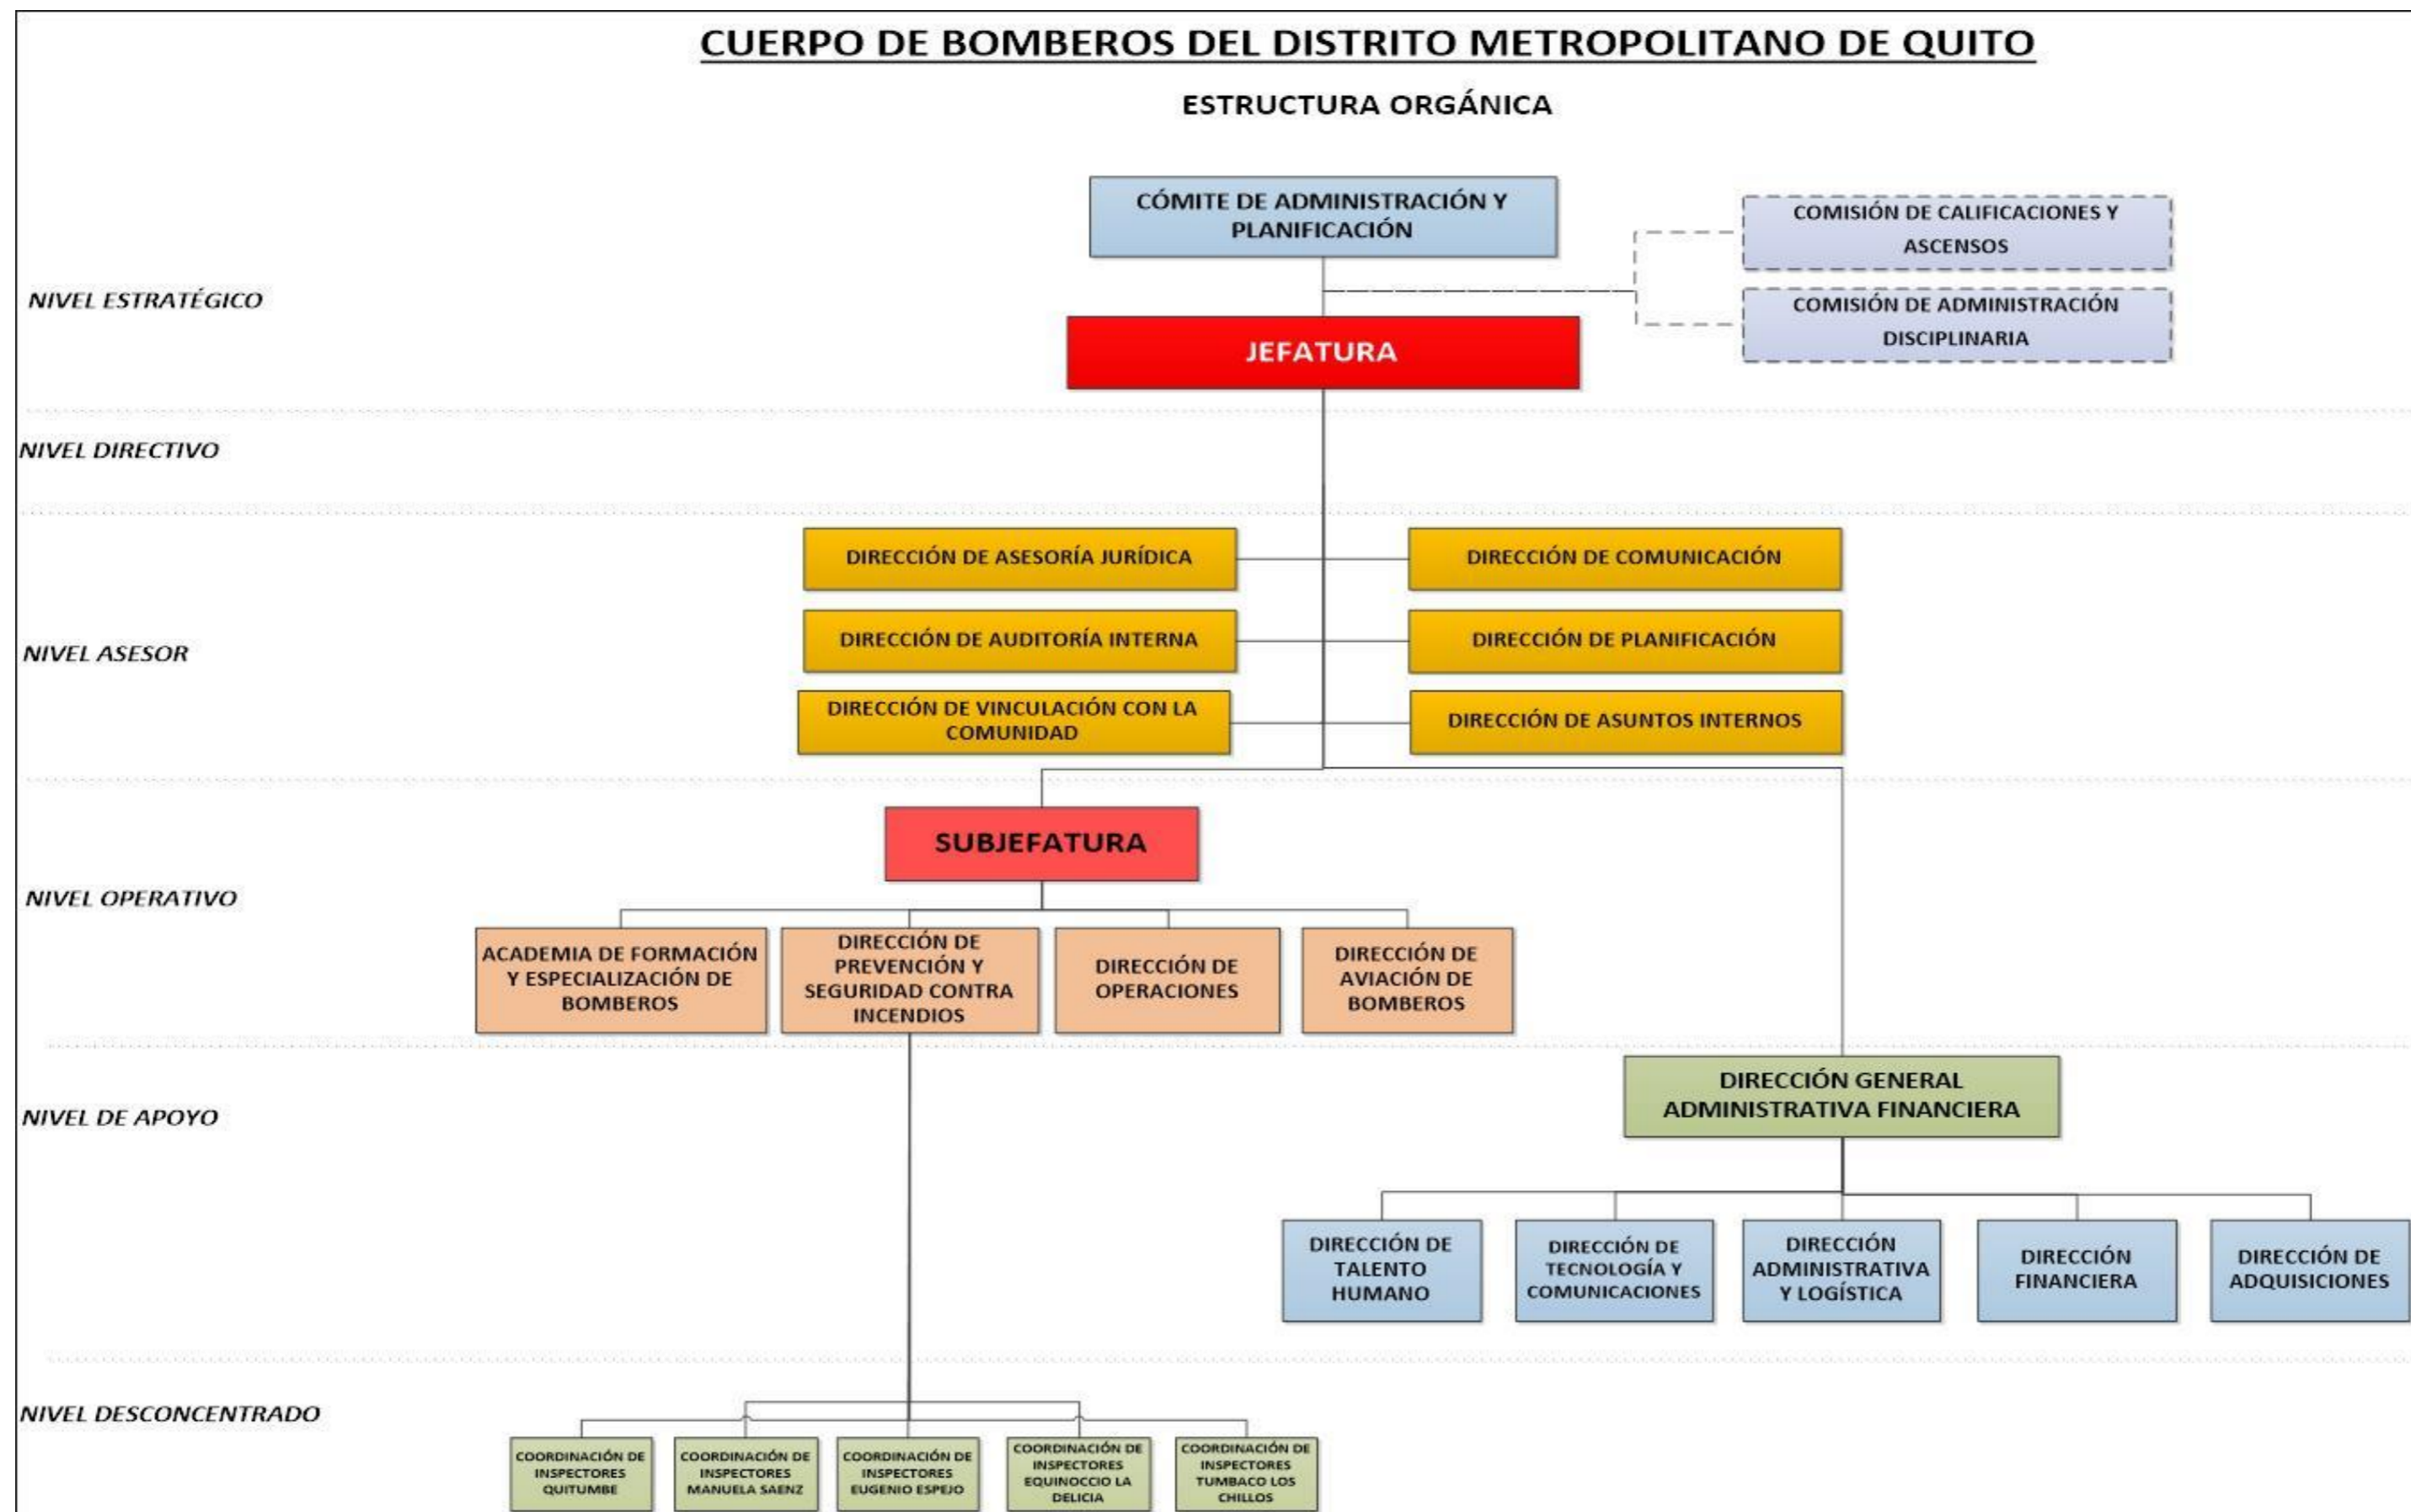 CUERPO DE BOMBEROS DEL DISTRITO METROPOLITANO DE QUITO
ESTRUCTURA ORGÁNICA
CÓMITE DE ADMINISTRACIÓN Y
PLANIFICACIÓN
COMISIÓN DE CALIFICACIONES Y
ASCENSOS
NIVEL ESTRATÉGICO
COMISIÓN DE ADMINISTRACIÓN
DISCIPLINARIA
JEFATURA
NIVEL DIRECTIVO
DIRECCIÓN DE ASESORÍA JURÍDICA
DIRECCIÓN DE COMUNICACIÓN
NIVEL ASESOR
DIRECCIÓN DE AUDITORÍA INTERNA
DIRECCIÓN DE PLANIFICACIÓN
DIRECCIÓN DE VINCULACIÓN CON LA
COMUNIDAD
DIRECCIÓN DE ASUNTOS INTERNOS
SUBJEFATURA
NIVEL OPERATIVO
ACADEMIA DE FORMACIÓN
Y ESPECIALIZACIÓN DE
BOMBEROS
DIRECCIÓN DE
PREVENCIÓN Y
SEGURIDAD CONTRA
INCENDIOS
DIRECCIÓN DE
OPERACIONES
DIRECCIÓN DE
AVIACIÓN DE
BOMBEROS
NIVEL DE APOYO
DIRECCIÓN GENERAL
ADMINISTRATIVA FINANCIERA
DIRECCIÓN DE
TALENTO
HUMANO
DIRECCIÓN DE
TECNOLOGÍA Y
COMUNICACIONES
DIRECCIÓN
ADMINISTRATIVA
Y LOGÍSTICA
DIRECCIÓN
FINANCIERA
DIRECCIÓN DE
ADQUISICIONES
NIVEL DESCONCENTRADO
COORDINACIÓN DE
INSPECTORES
QUITUMBE
COORDINACIÓN DE
INSPECTORES
MANUELA SAENZ
COORDINACIÓN DE
INSPECTORES
EUGENIO ESPEJO
COORDINACIÓN DE
INSPECTORES
EQUINOCCIO LA
DELICIA
COORDINACIÓN DE
INSPECTORES
TUMBACO LOS
CHILLOS